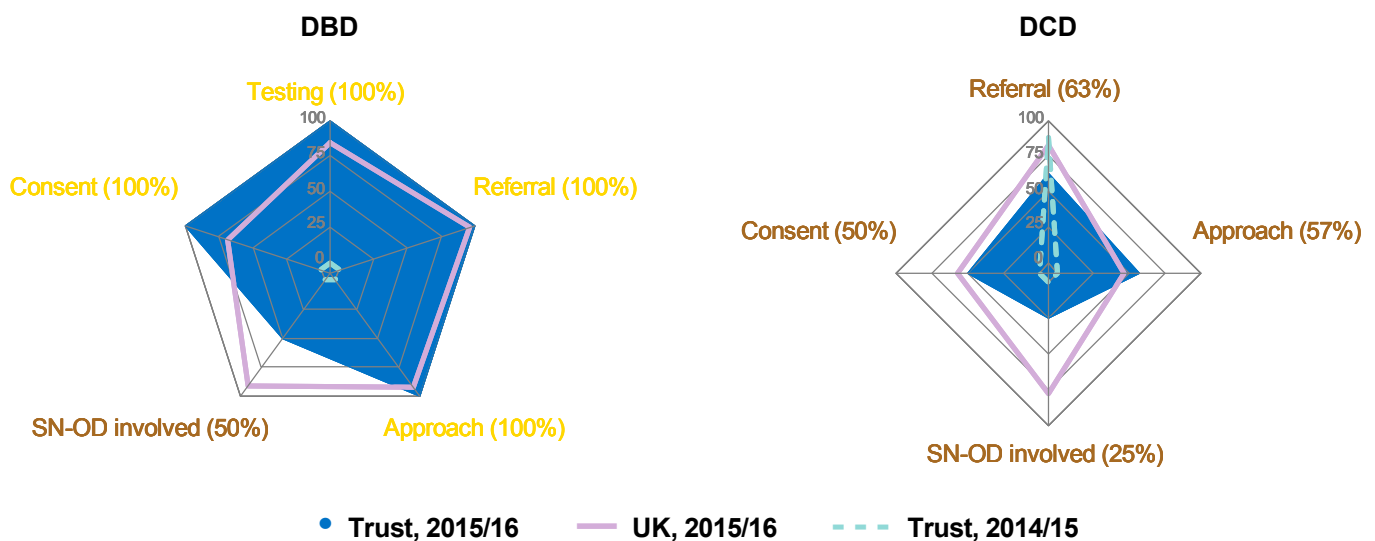 DBD
Testing (100%)
100
75
50
25
0
Consent (100%)
Referral (100%)
SN-OD involved (50%)
Approach (100%)
DCD
Referral (63%)
100
75
50
25
0
Consent (50%)
Approach (57%)
SN-OD involved (25%)
Trust, 2015/16
UK, 2015/16
Trust, 2014/15